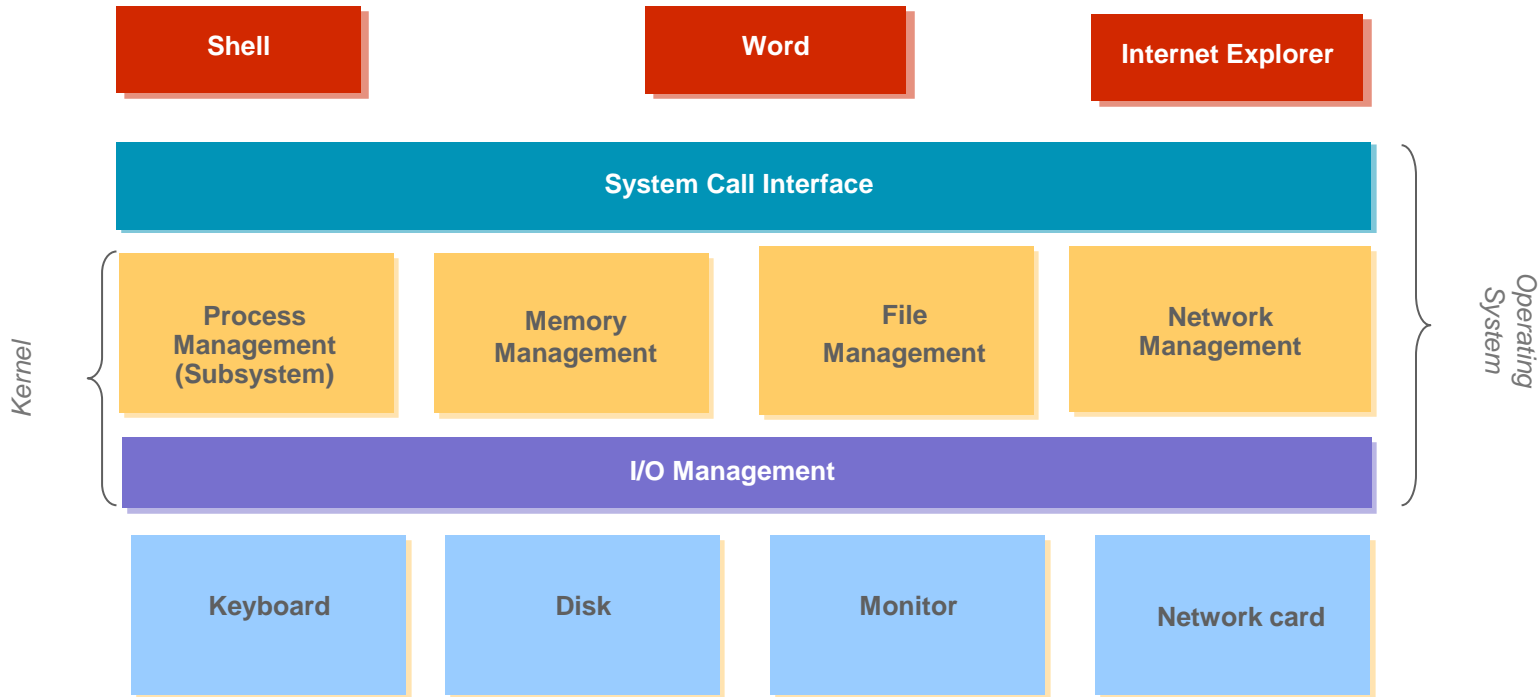 Shell
Word
Internet Explorer
System Call Interface
Kernel
Process
Management
(Subsystem)
Memory
Management
File
Management
Network
Management
Operating
System
I/O Management
Keyboard
Disk
Monitor
Network card